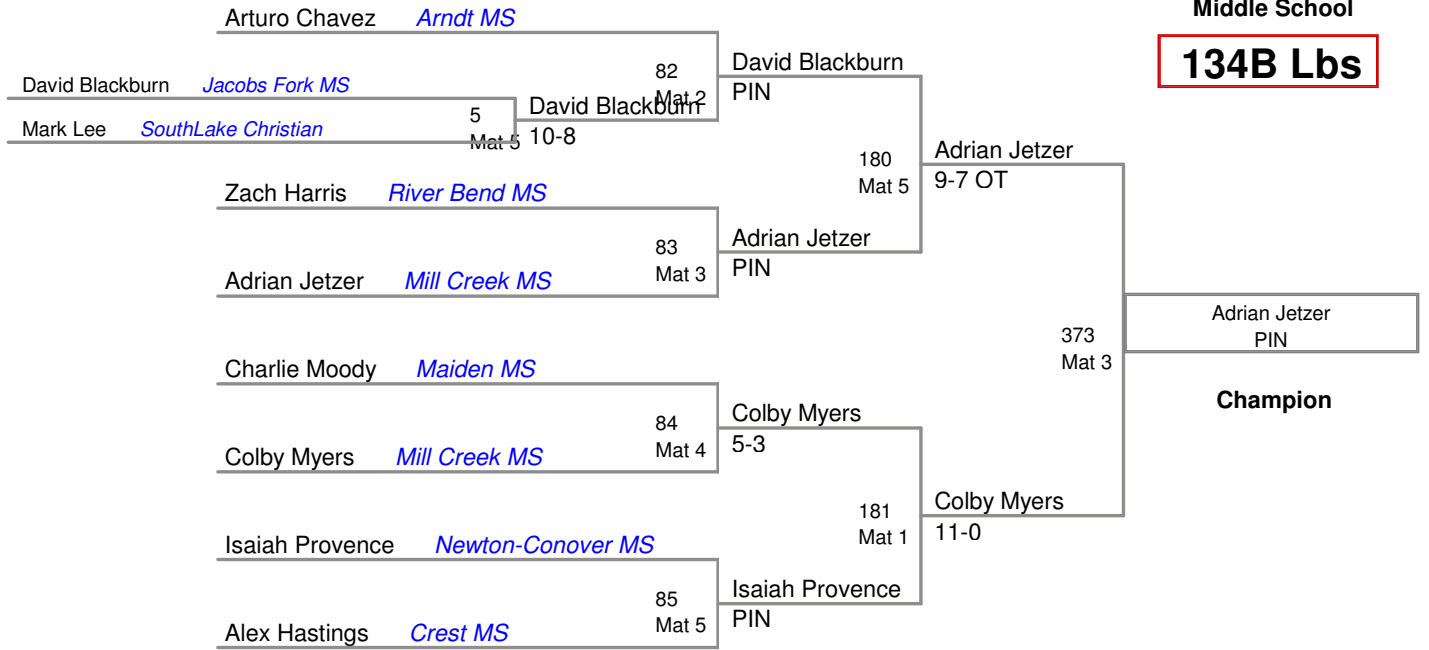 Middle School
134B Lbs
Arturo Chavez Arndt MS
David Blackburn Jacobs Fork MS
Mark Lee SouthLake Christian
5
Mat 5
David Blackburn
10-8
82
Mat 2
David Blackburn
PIN
Zach Harris River Bend MS
Adrian Jetzer Mill Creek MS
83
Mat 3
Adrian Jetzer
PIN
180
Mat 5
Adrian Jetzer
9-7 OT
Charlie Moody Maiden MS
Colby Myers Mill Creek MS
84
Mat 4
Colby Myers
5-3
Isaiah Provence Newton-Conover MS
Alex Hastings Crest MS
85
Mat 5
Isaiah Provence
PIN
181
Mat 1
Colby Myers
11-0
373
Mat 3
Adrian Jetzer
PIN
Champion